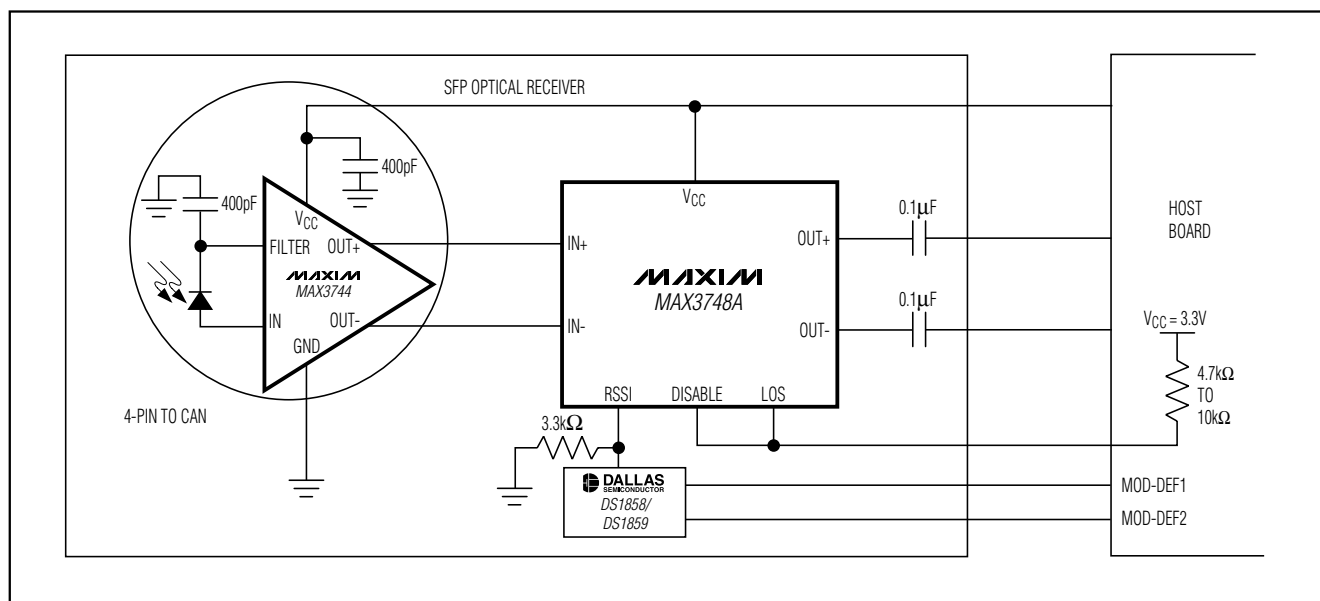 SFP OPTICAL RECEIVER
400pF
400pF
VCC
FILTER
OUT+
MAXIM
MAX3744
IN
OUT-
GND
4-PIN TO CAN
VCC
IN+
OUT+
MAXIM
MAX3748A
IN-
OUT-
RSSI
DISABLE
LOS
0.1μF
0.1μF
HOST
BOARD
VCC = 3.3V
4.7kΩ
TO
10kΩ
3.3kΩ
DALLAS
SEMICONDUCTOR
DS1858/
DS1859
MOD-DEF1
MOD-DEF2